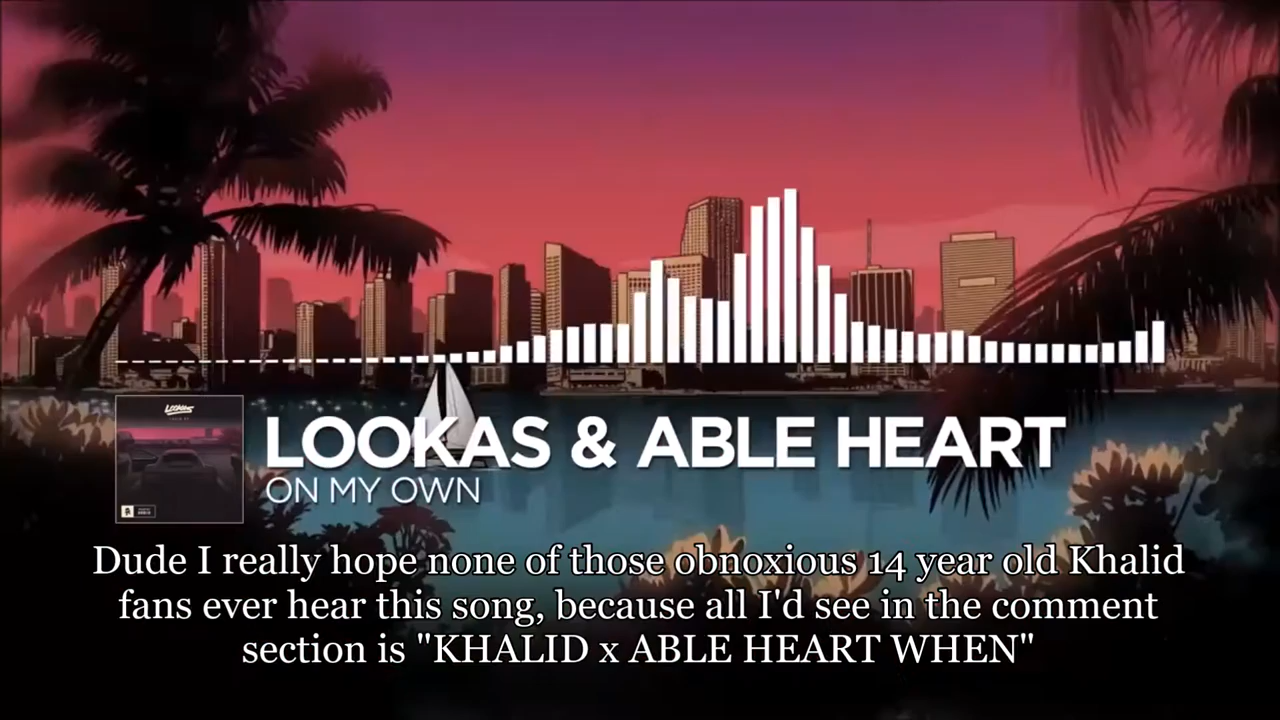 LOOKAS
LOOKAS & ABLE HEART
ON MY OWN
Dude I really hope none of those obnoxious 14 year old Khalid
fans ever hear this song, because all I'd see in the comment
section is "KHALID x ABLE HEART WHEN"